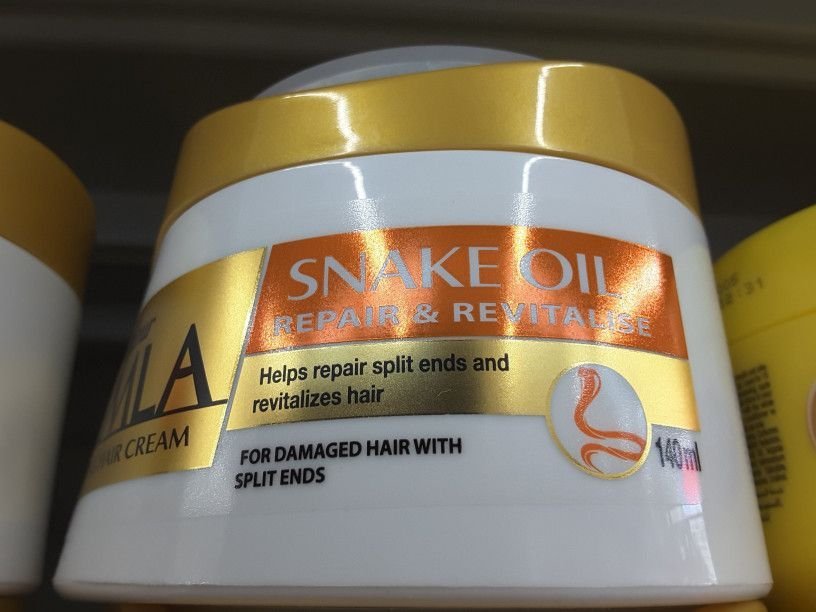 SNAKE OIL
REPAIR & REVITALISE
Helps repair split ends and
revitalizes hair
FOR DAMAGED HAIR WITH
SPLIT ENDS
140ml
MLA
HAIR CREAM